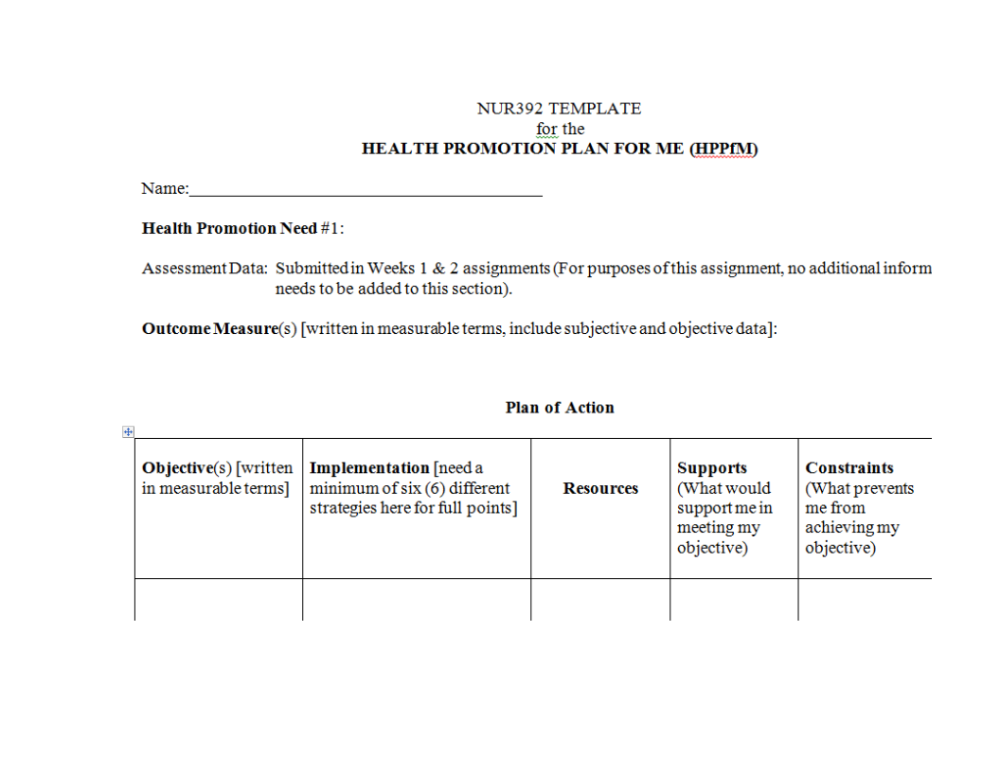 NUR392 TEMPLATE
for the
HEALTH PROMOTION PLAN FOR ME (HPPfM)
Name:
Health Promotion Need #1:
Assessment Data: Submitted in Weeks 1 & 2 assignments (For purposes of this assignment, no additional inform
needs to be added to this section).
Outcome Measure(s) [written in measurable terms, include subjective and objective data]:
Plan of Action
Objective(s) [written
in measurable terms]
Implementation [need a
minimum of six (6) different
strategies here for full points]
Resources
Supports
(What would
support me in
meeting my
objective)
Constraints
(What prevents
me from
achieving my
objective)